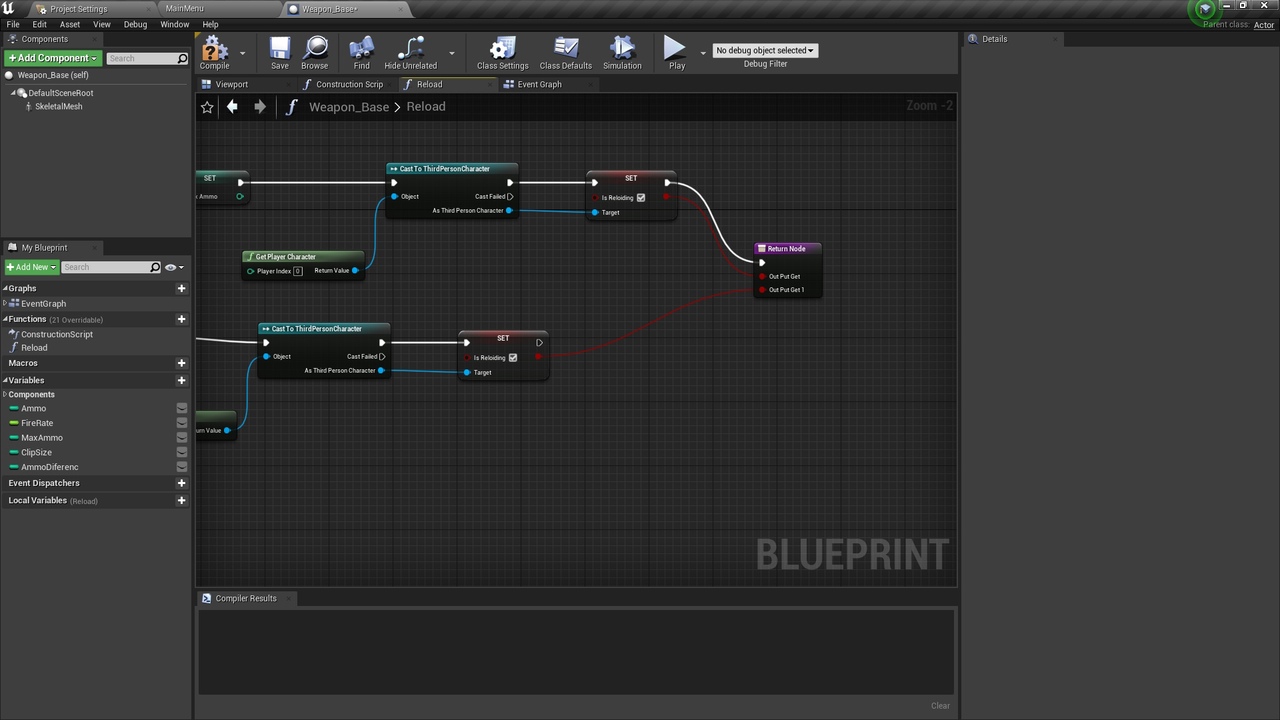 Project Settings
MainMenu
Weapon_Base*
File Edit Asset View Debug Window Help
Parent class: Actor
Components
Details
+Add Component
Search
Weapon_Base (self)
DefaultSceneRoot
SkeletalMesh
Compile
Save
Browse
Find
Hide Unrelated
Class Settings
Class Defaults
Simulation
Play
No debug object selected
Debug Filter
Viewport
Construction Scrip
Reload
Event Graph
Weapon_Base > Reload
Zoom -2
SET
Ammo
Cast To ThirdPersonCharacter
Object
Cast Failed
As Third Person Character
SET
Is Reloiding
Target
Get Player Character
Player Index 0
Return Value
Return Node
Out Put Get
Out Put Get 1
Cast To ThirdPersonCharacter
Object
Cast Failed
As Third Person Character
SET
Is Reloiding
Target
urn Value
BLUEPRINT
My Blueprint
+Add New
Search
Graphs
EventGraph
Functions (21 Overridable)
ConstructionScript
Reload
Macros
Variables
Components
Ammo
FireRate
MaxAmmo
ClipSize
AmmoDiferenc
Event Dispatchers
Local Variables (Reload)
Compiler Results
Clear